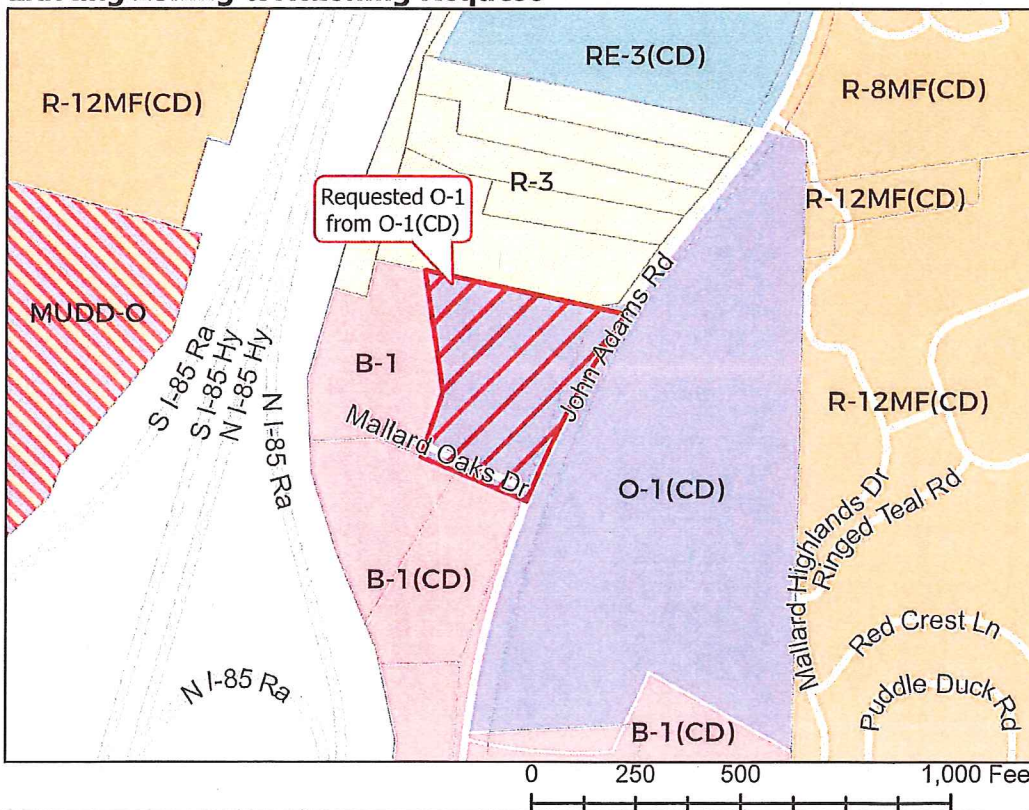 RE-3(CD)
R-12MF(CD)
R-8MF(CD)
R-3
R-12MF(CD)
Requested O-1
from O-1(CD)
MUDD-O
John Adams Rd
B-1
S I-85 Ra
S I-85 Hy
N I-85 Hy
N I-85 Ra
R-12MF(CD)
Mallard Oaks Dr
O-1(CD)
Mallard Highlands Dr
Ringed Teal Rd
B-1(CD)
Red Crest Ln
N I-85 Ra
Puddle Duck Rd
B-1(CD)
0 250 500 1,000 Fee